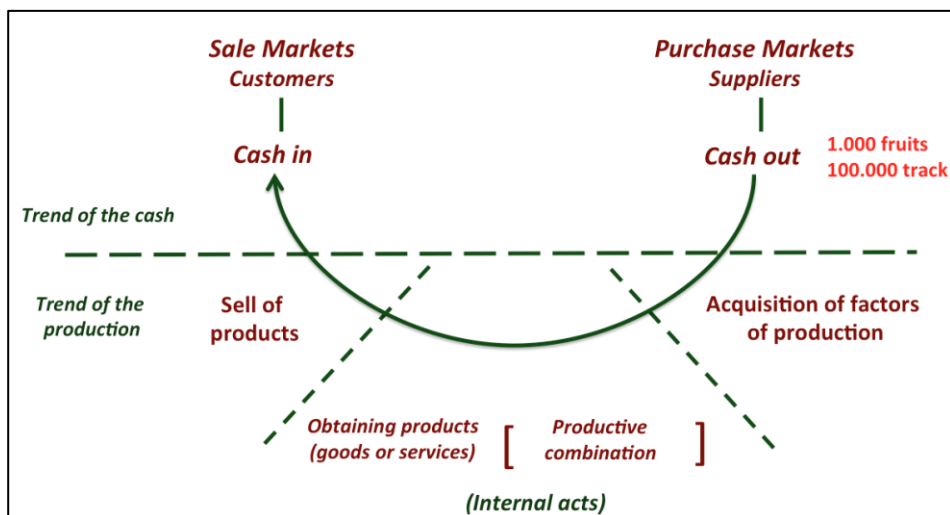 Sale Markets
Customers
Purchase Markets
Suppliers
Cash in
Cash out
1.000 fruits
100.000 track
Trend of the cash
Trend of the
production
Sell of
products
Acquisition of factors
of production
Obtaining products
(goods or services)
[ Productive
combination ]
(Internal acts)